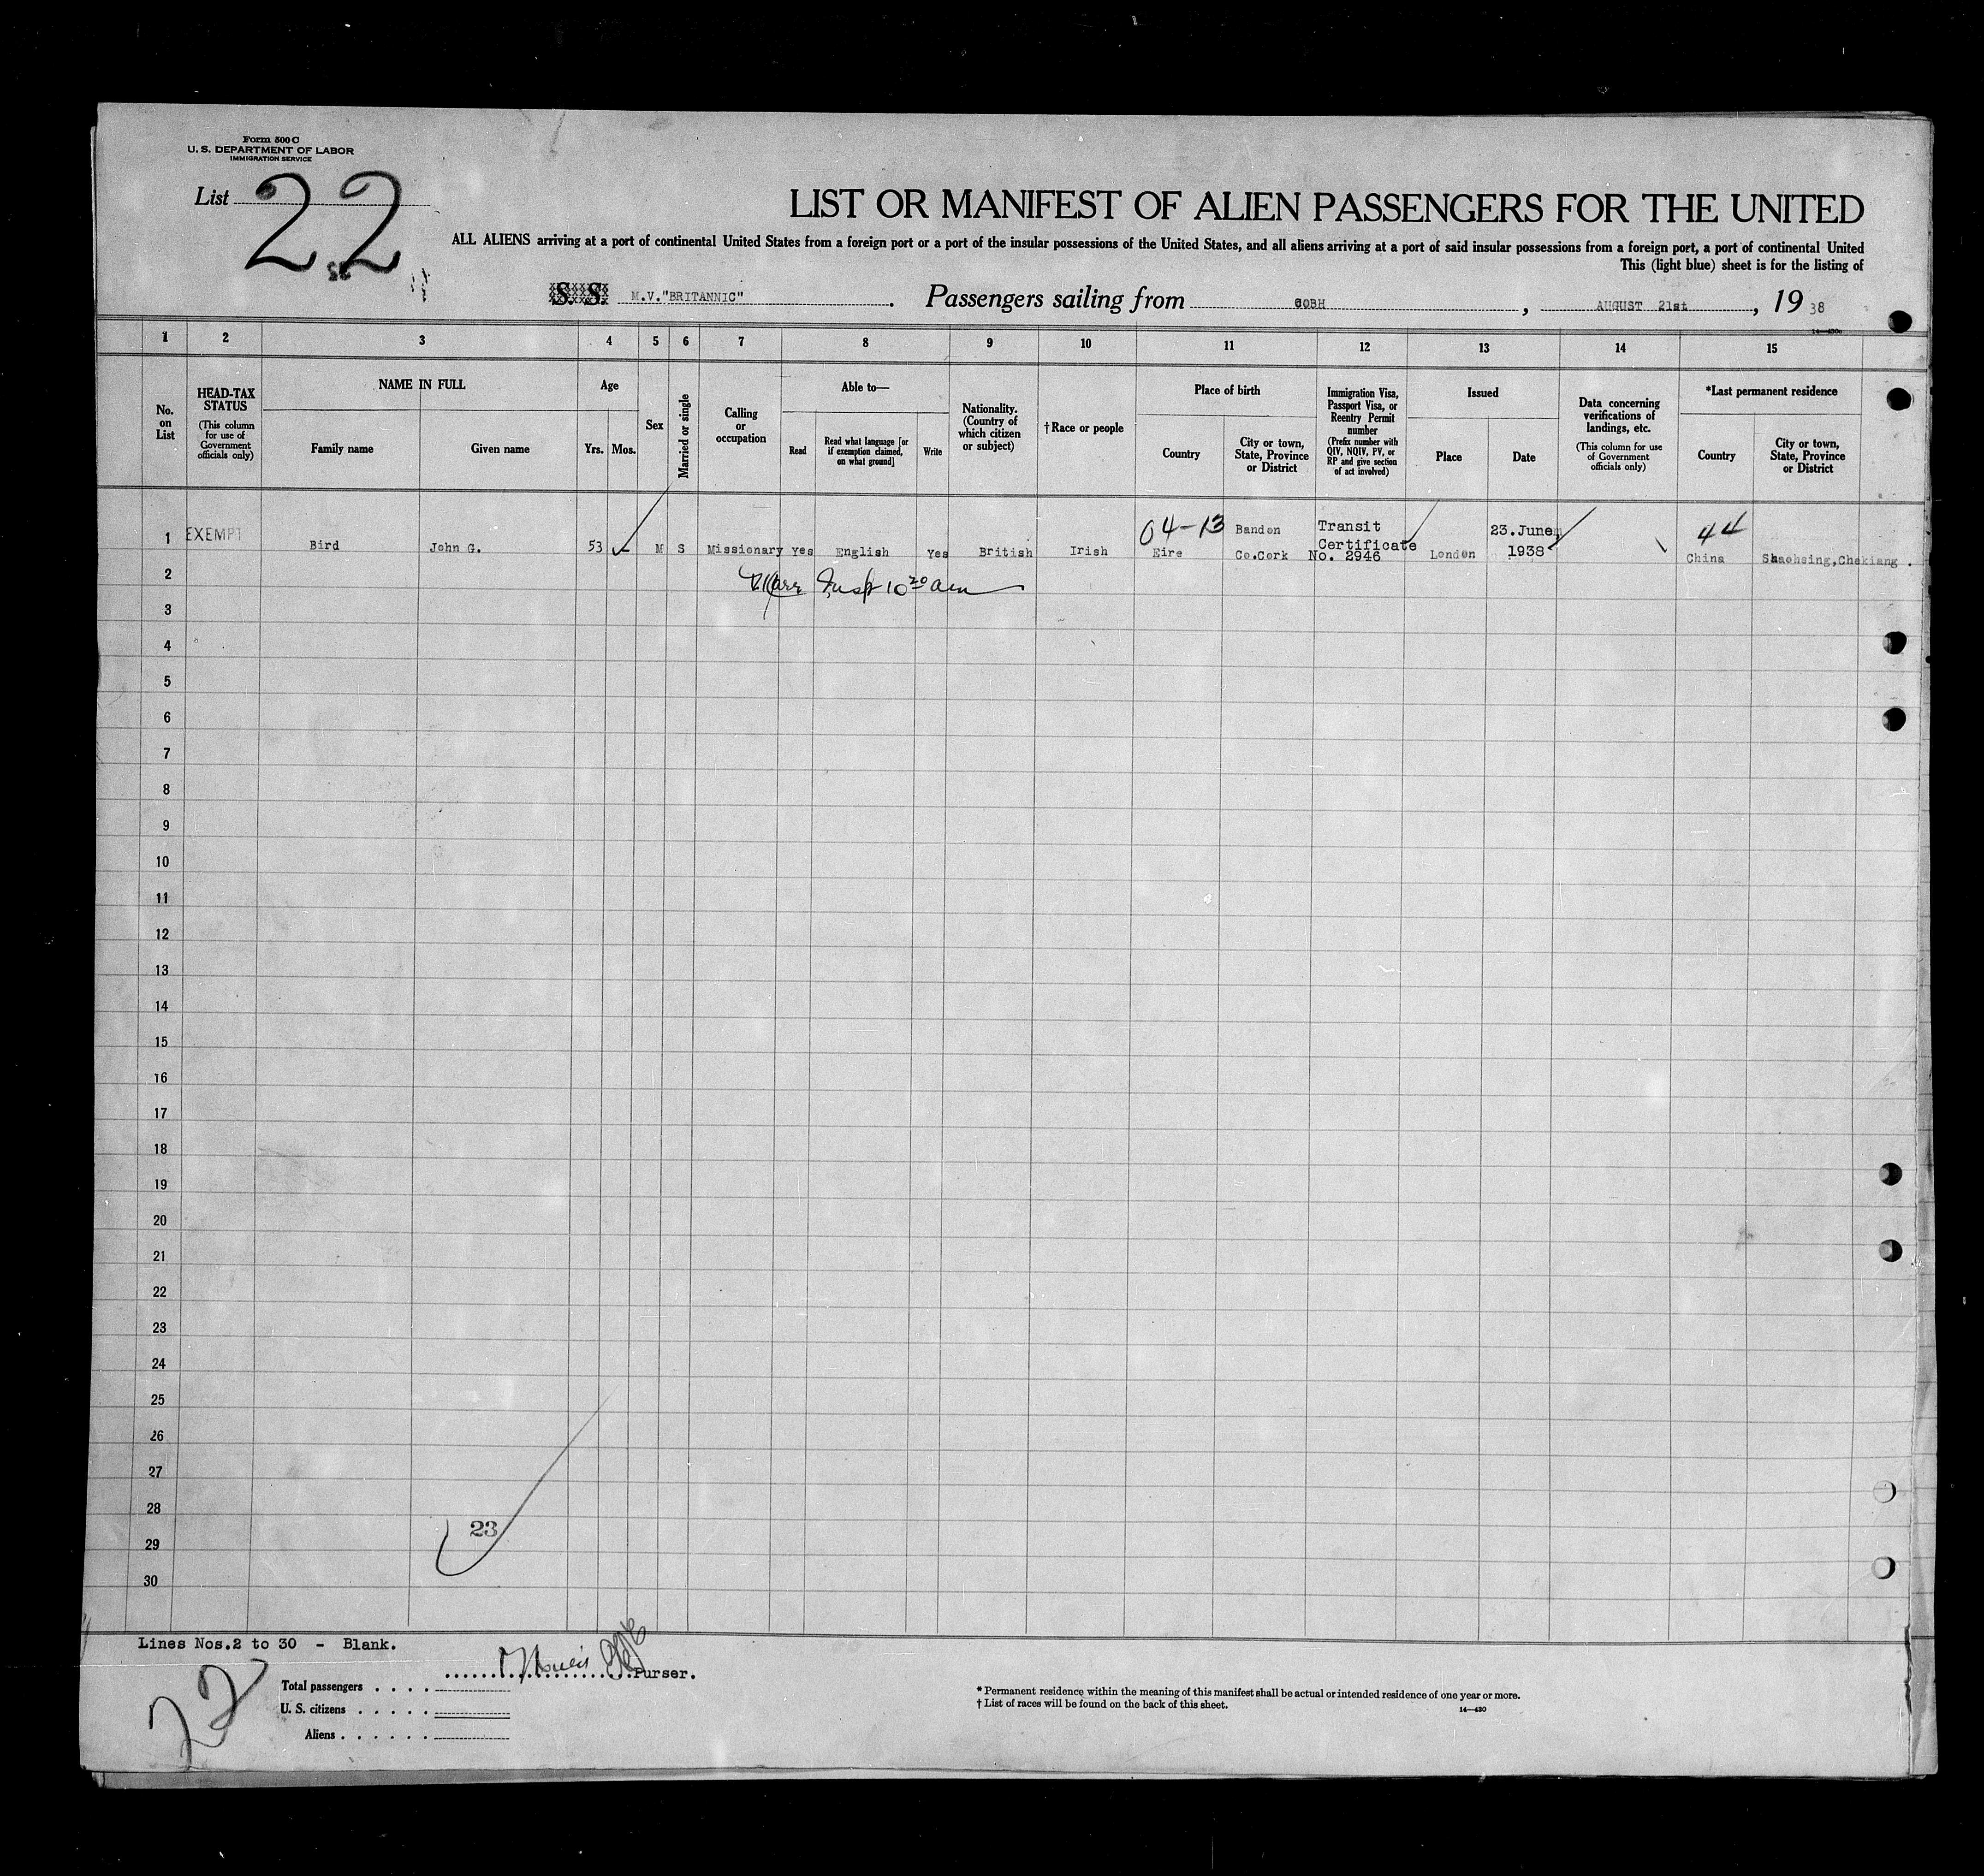 Form 500 C
U. S. DEPARTMENT OF LABOR
IMMIGRATION SERVICE
List 22
LIST OR MANIFEST OF ALIEN PASSENGERS FOR THE UNITED
ALL ALIENS arriving at a port of continental United States from a foreign port or a port of the insular possessions of the United States, and all aliens arriving at a port of said insular possessions from a foreign port, a port of continental United
This (light blue) sheet is for the listing of
S. S. M.V."BRITANNIC" . Passengers sailing from COBH , AUGUST 21st , 19 38
1 2 3 4 5 6 7 8 9 10 11 12 13 14 15
No. on List
HEAD-TAX STATUS (This column for use of Government officials only)
NAME IN FULL
Family name
Given name
Age
Yrs.
Mos.
Sex
Married or single
Calling or occupation
Able to—
Read
Read what language [or if exemption claimed, on what ground]
Write
Nationality. (Country of which citizen or subject)
† Race or people
Place of birth
Country
City or town, State, Province or District
Immigration Visa, Passport Visa, or Reentry Permit number (Prefix number with QIV, NQIV, PV, or RP and give section of act involved)
Issued
Place
Date
Data concerning verifications of landings, etc. (This column for use of Government officials only)
*Last permanent residence
Country
City or town, State, Province or District
1 EXEMPT Bird John G. 53 M S Missionary Yes English Yes British Irish 04-13 Eire Bandon Co.Cork Transit Certificate No. 2946 London 23.June 1938 44 China Shaohsing,Chekiang .
2 Insp 10 30 am
3
4
5
6
7
8
9
10
11
12
13
14
15
16
17
18
19
20
21
22
23
24
25
26
27
28
23
29
30
Lines Nos.2 to 30 - Blank.
Purser.
22
Total passengers . . . .
U. S. citizens . . . . .
Aliens . . . . . .
* Permanent residence within the meaning of this manifest shall be actual or intended residence of one year or more.
† List of races will be found on the back of this sheet.
14—430